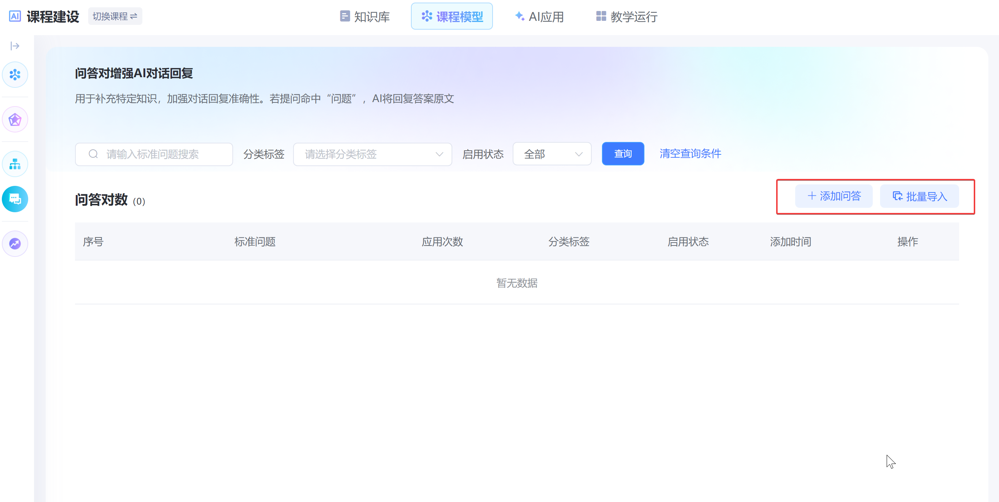 AI 课程建设 切换课程 知识库 课程模型 AI应用 教学运行
问答对增强AI对话回复
用于补充特定知识，加强对话回复准确性。若提问命中“问题”，AI将回复答案原文
请输入标准问题搜索 分类标签 请选择分类标签 启用状态 全部 查询 清空查询条件
问答对数 (0) 添加问答 批量导入
序号 标准问题 应用次数 分类标签 启用状态 添加时间 操作
暂无数据